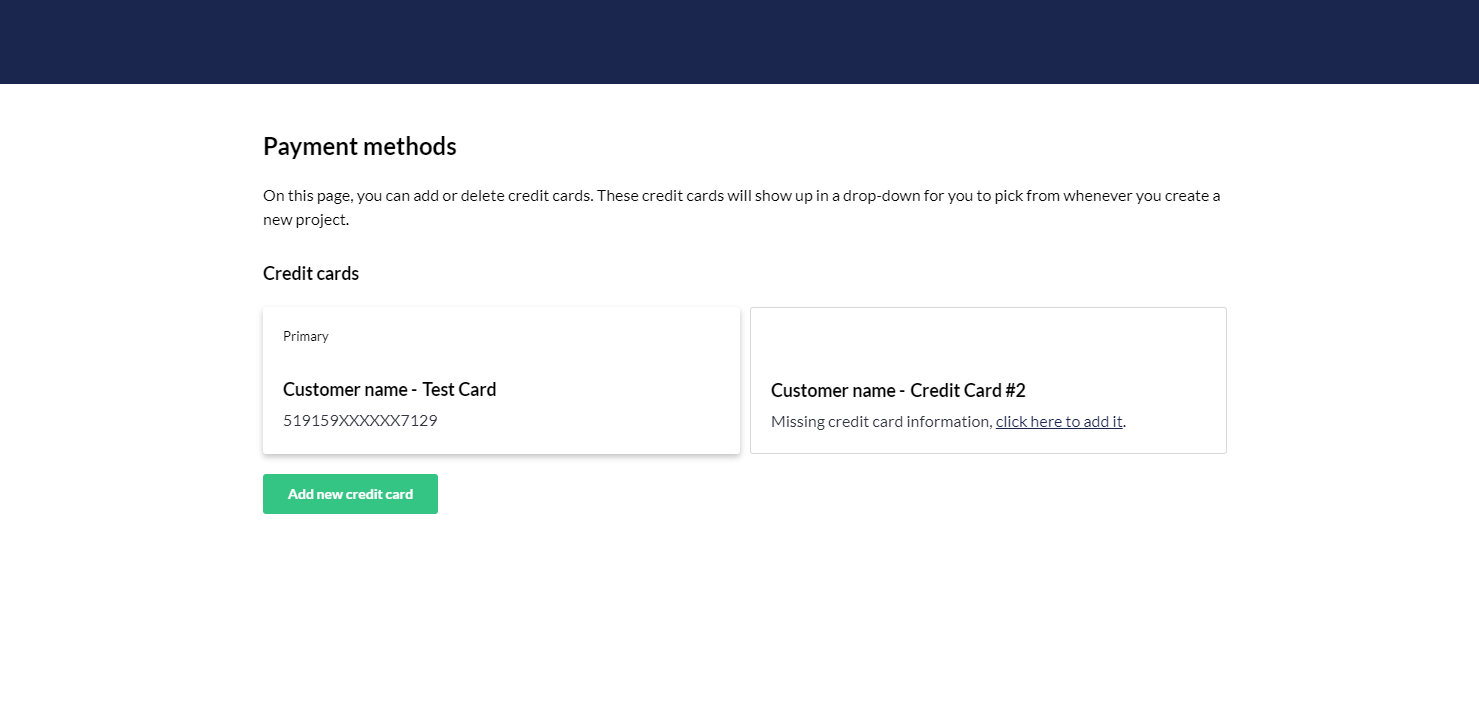 Payment methods
On this page, you can add or delete credit cards. These credit cards will show up in a drop-down for you to pick from whenever you create a
new project.
Credit cards
Primary
Customer name - Test Card
519159XXXXXX7129
Customer name - Credit Card #2
Missing credit card information, click here to add it.
Add new credit card